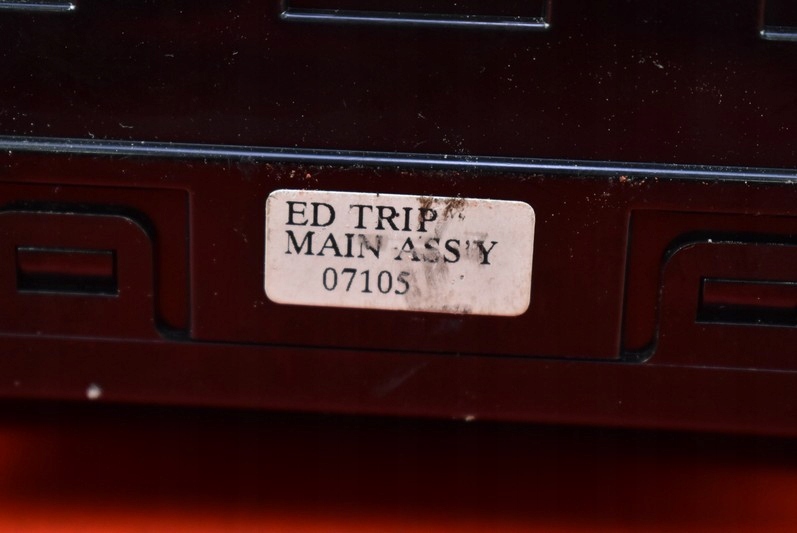 ED TRIP
MAIN ASS'Y
07105